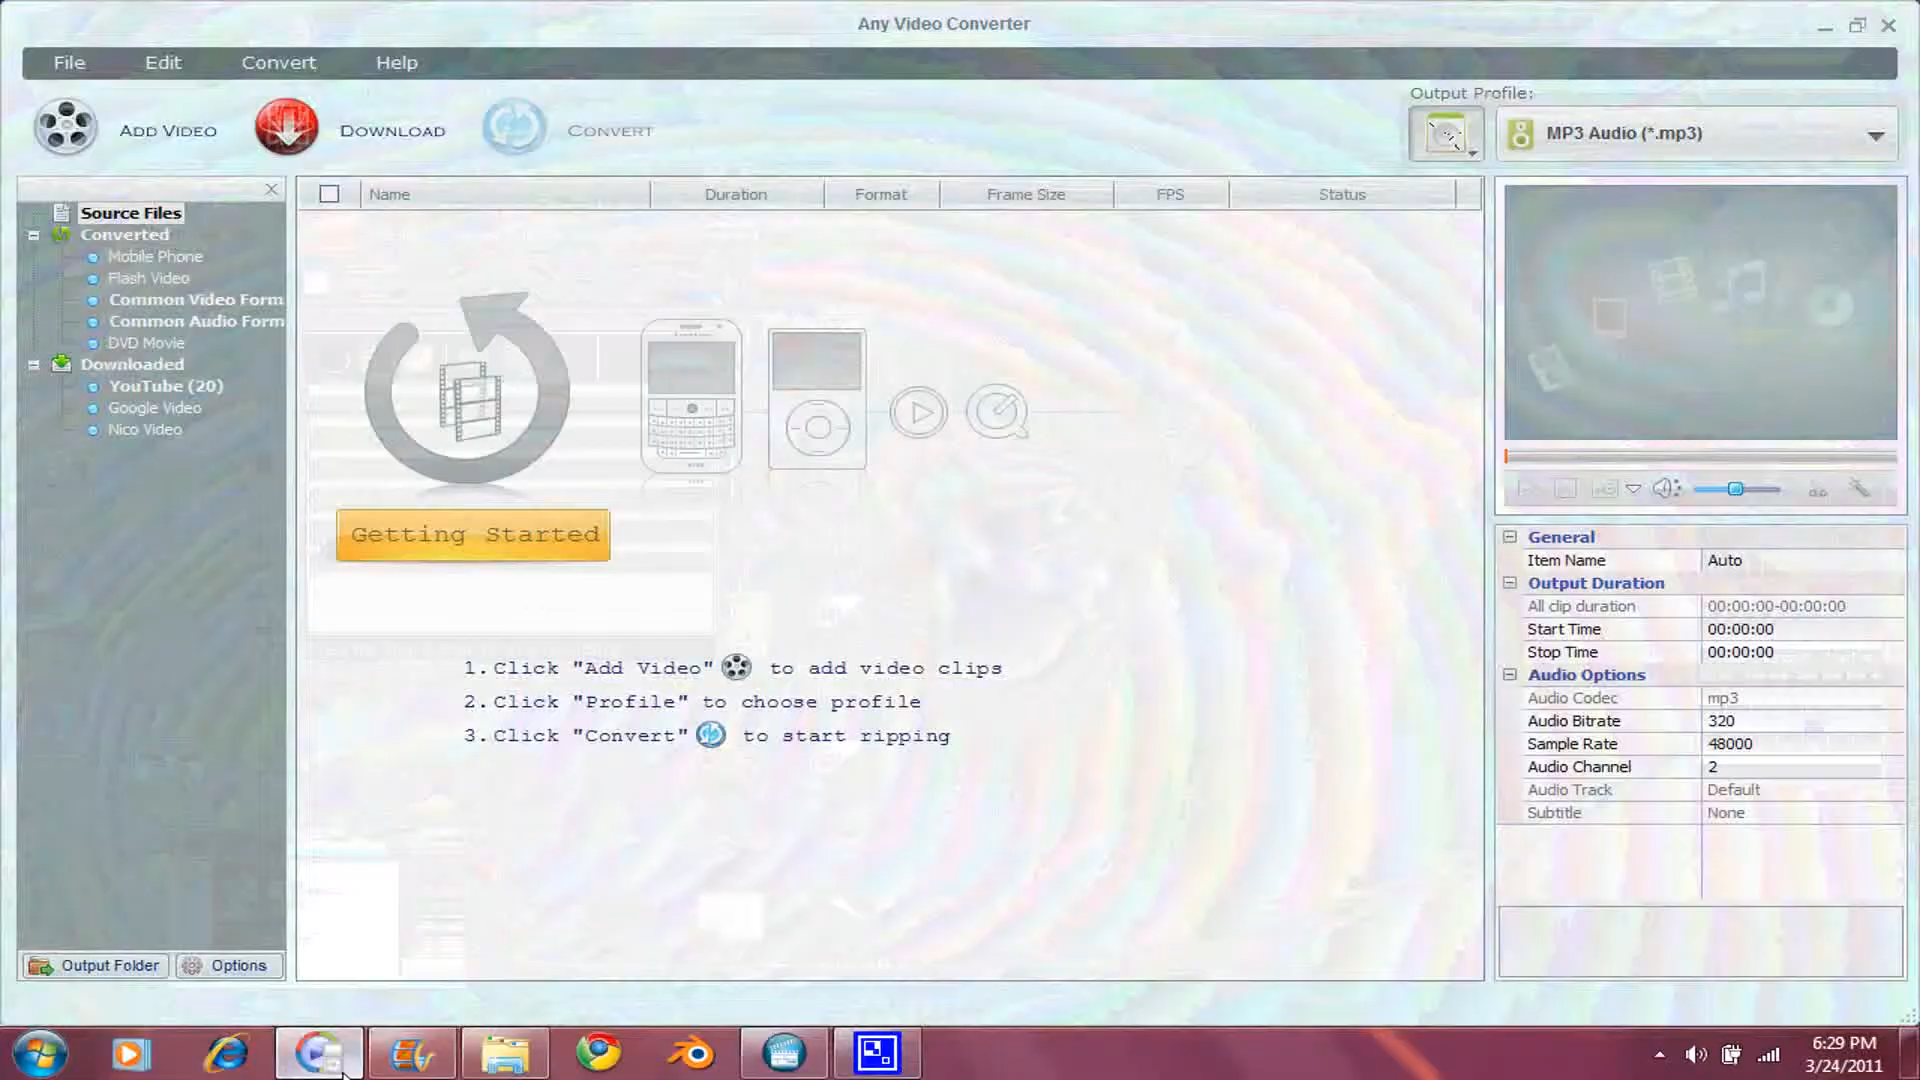 Any Video Converter
File Edit Convert Help
ADD VIDEO DOWNLOAD CONVERT
Output Profile:
MP3 Audio (*.mp3)
Name Duration Format Frame Size FPS Status
Source Files
Converted
Mobile Phone
Flash Video
Common Video Form
Common Audio Form
DVD Movie
Downloaded
YouTube (20)
Google Video
Nico Video
Getting Started
1.Click "Add Video" to add video clips
2.Click "Profile" to choose profile
3.Click "Convert" to start ripping
General
Item Name Auto
Output Duration
All clip duration 00:00:00-00:00:00
Start Time 00:00:00
Stop Time 00:00:00
Audio Options
Audio Codec mp3
Audio Bitrate 320
Sample Rate 48000
Audio Channel 2
Audio Track Default
Subtitle None
Output Folder Options
6:29 PM
3/24/2011